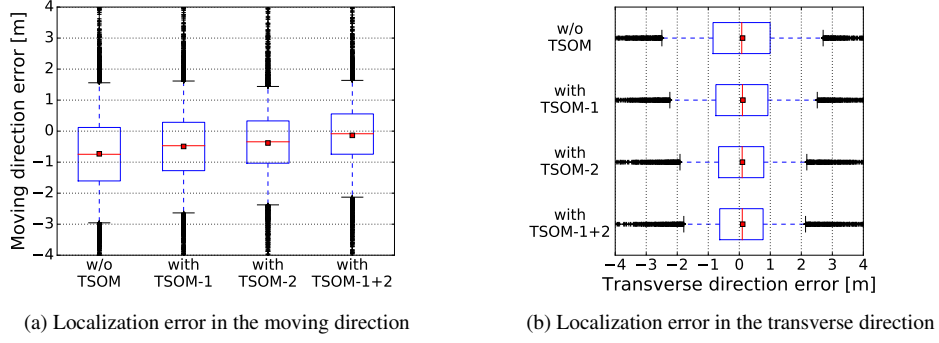 Moving direction error [m]
4
3
2
1
0
−1
−2
−3
−4
w/o
TSOM
with
TSOM-1
with
TSOM-2
with
TSOM-1+2
(a) Localization error in the moving direction
w/o
TSOM
with
TSOM-1
with
TSOM-2
with
TSOM-1+2
−4 −3 −2 −1 0 1 2 3 4
Transverse direction error [m]
(b) Localization error in the transverse direction